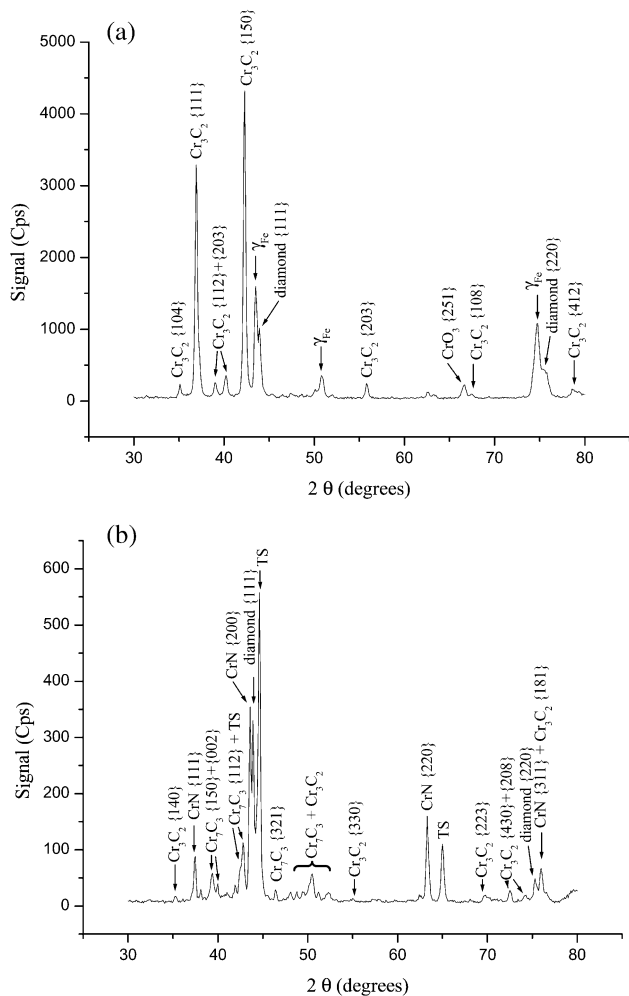 (a)
Signal (Cps)
5000
4000
3000
2000
1000
0
Cr3C2 {104}
Cr3C2 {111}
Cr3C2 {112}+{203}
Cr3C2 {150}
γFe
diamond {111}
γFe
Cr3C2 {203}
CrO3 {251}
Cr3C2 {108}
γFe
diamond {220}
Cr3C2 {412}
30 40 50 60 70 80
2 θ (degrees)
(b)
Signal (Cps)
600
500
400
300
200
100
0
Cr3C2 {140}
CrN {111}
Cr7C3 {150}+{002}
Cr7C3 {112} + TS
CrN {200}
diamond {111}
TS
Cr7C3 {321}
Cr7C3 + Cr3C2
Cr3C2 {330}
CrN {220}
TS
Cr3C2 {223}
Cr3C2 {430}+{208}
diamond {220}
CrN {311} + Cr3C2 {181}
30 40 50 60 70 80
2 θ (degrees)